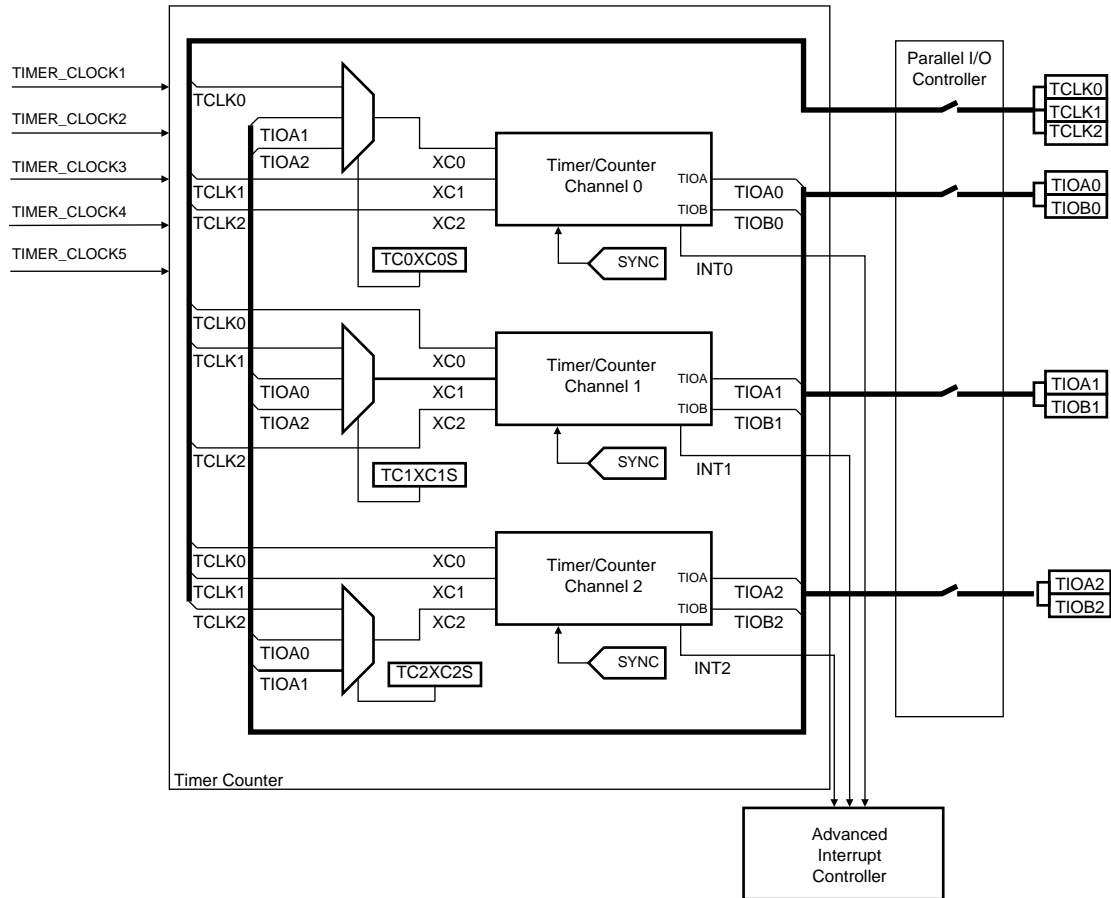 TIMER_CLOCK1
TIMER_CLOCK2
TIMER_CLOCK3
TIMER_CLOCK4
TIMER_CLOCK5
TCLK0
TIOA1
TIOA2
TCLK1
TCLK2
XC0
XC1
XC2
TC0XC0S
Timer/Counter
Channel 0
TIOA
TIOB
TIOA0
TIOB0
SYNC
INT0
TCLK0
TCLK1
TIOA0
TIOA2
TCLK2
XC0
XC1
XC2
TC1XC1S
Timer/Counter
Channel 1
TIOA
TIOB
TIOA1
TIOB1
SYNC
INT1
TCLK0
TCLK1
TCLK2
TIOA0
TIOA1
XC0
XC1
XC2
TC2XC2S
Timer/Counter
Channel 2
TIOA
TIOB
TIOA2
TIOB2
SYNC
INT2
Timer Counter
Parallel I/O
Controller
TCLK0
TCLK1
TCLK2
TIOA0
TIOB0
TIOA1
TIOB1
TIOA2
TIOB2
Advanced
Interrupt
Controller